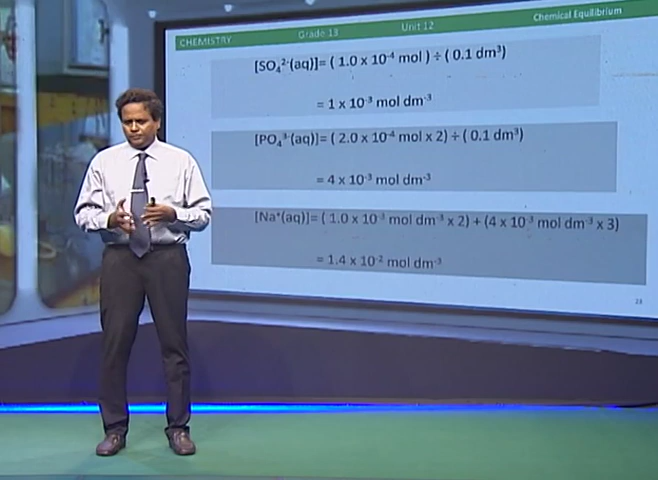 CHEMISTRY Grade 13 Unit 12 Chemical Equilibrium
[SO₄²⁻(aq)]= ( 1.0 x 10⁻⁴ mol ) ÷ ( 0.1 dm³)
= 1 x 10⁻³ mol dm⁻³
[PO₄³⁻(aq)]= ( 2.0 x 10⁻⁴ mol x 2) ÷ ( 0.1 dm³)
= 4 x 10⁻³ mol dm⁻³
[Na⁺(aq)]= ( 1.0 x 10⁻³ mol dm⁻³ x 2) + (4 x 10⁻³ mol dm⁻³ x 3)
= 1.4 x 10⁻² mol dm⁻³
23